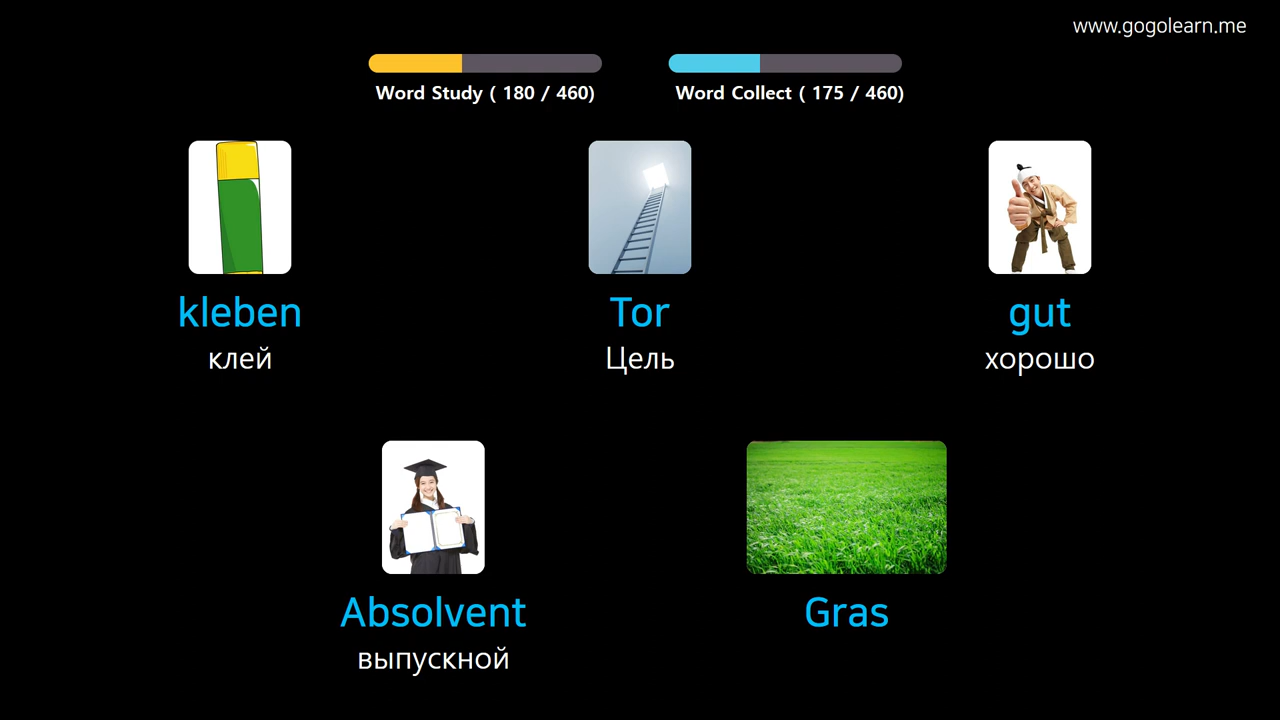 www.gogolearn.me
Word Study ( 180 / 460)
Word Collect ( 175 / 460)
kleben
клей
Tor
Цель
gut
хорошо
Absolvent
выпускной
Gras